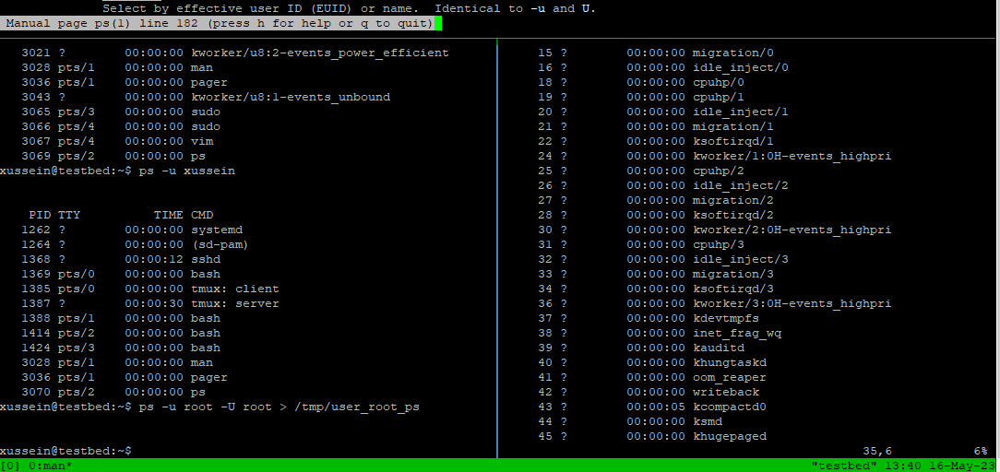 Select by effective user ID (EUID) or name.  Identical to -u and U.
Manual page ps(1) line 182 (press h for help or q to quit)
3021 ?        00:00:00 kworker/u8:2-events_power_efficient
3028 pts/1    00:00:00 man
3036 pts/1    00:00:00 pager
3043 ?        00:00:00 kworker/u8:1-events_unbound
3065 pts/3    00:00:00 sudo
3066 pts/4    00:00:00 sudo
3067 pts/4    00:00:00 vim
3069 pts/2    00:00:00 ps
xussein@testbed:~$ ps -u xussein
PID TTY          TIME CMD
1262 ?        00:00:00 systemd
1264 ?        00:00:00 (sd-pam)
1368 ?        00:00:12 sshd
1369 pts/0    00:00:00 bash
1385 pts/0    00:00:00 tmux: client
1387 ?        00:00:30 tmux: server
1388 pts/1    00:00:00 bash
1414 pts/2    00:00:00 bash
1424 pts/3    00:00:00 bash
3028 pts/1    00:00:00 man
3036 pts/1    00:00:00 pager
3070 pts/2    00:00:00 ps
xussein@testbed:~$ ps -u root -U root > /tmp/user_root_ps
xussein@testbed:~$
15 ?        00:00:00 migration/0
16 ?        00:00:00 idle_inject/0
18 ?        00:00:00 cpuhp/0
19 ?        00:00:00 cpuhp/1
20 ?        00:00:00 idle_inject/1
21 ?        00:00:00 migration/1
22 ?        00:00:00 ksoftirqd/1
24 ?        00:00:00 kworker/1:0H-events_highpri
25 ?        00:00:00 cpuhp/2
26 ?        00:00:00 idle_inject/2
27 ?        00:00:00 migration/2
28 ?        00:00:00 ksoftirqd/2
30 ?        00:00:00 kworker/2:0H-events_highpri
31 ?        00:00:00 cpuhp/3
32 ?        00:00:00 idle_inject/3
33 ?        00:00:00 migration/3
34 ?        00:00:00 ksoftirqd/3
36 ?        00:00:00 kworker/3:0H-events_highpri
37 ?        00:00:00 kdevtmpfs
38 ?        00:00:00 inet_frag_wq
39 ?        00:00:00 kauditd
40 ?        00:00:00 khungtaskd
41 ?        00:00:00 oom_reaper
42 ?        00:00:00 writeback
43 ?        00:00:05 kcompactd0
44 ?        00:00:00 ksmd
45 ?        00:00:00 khugepaged
35,6           6%
[0] 0:man*                                "testbed" 13:40 16-May-23